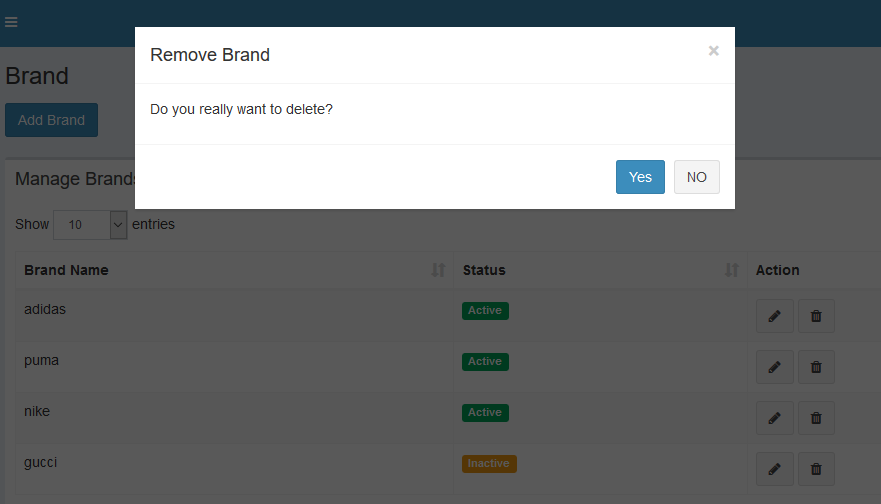 Remove Brand ×
Do you really want to delete?
Yes NO
Brand
Add Brand
Manage Brands
Show 10 entries
Brand Name Status Action
adidas Active
puma Active
nike Active
gucci Inactive